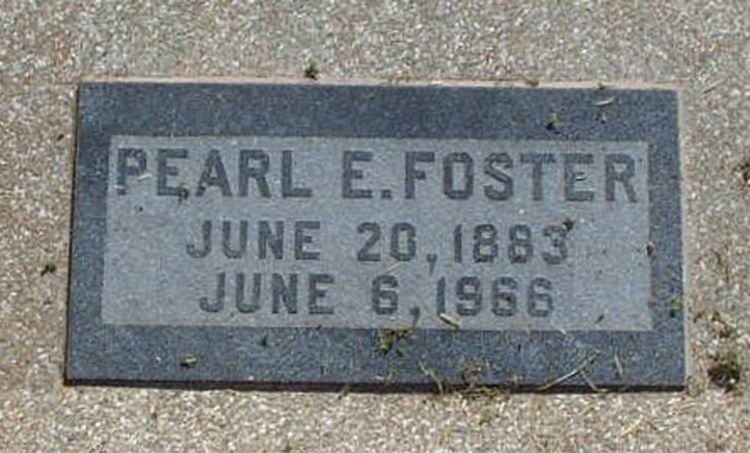 PEARL E. FOSTER
JUNE 20, 1883
JUNE 6, 1966